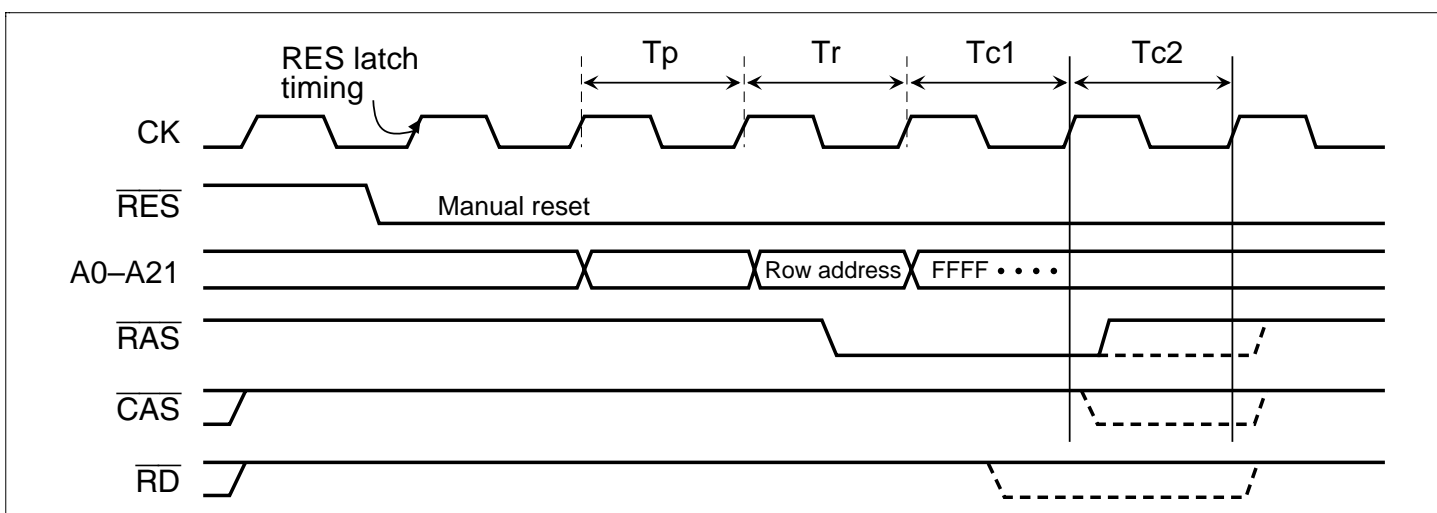 RES latch
timing
Tp
Tr
Tc1
Tc2
CK
RES
Manual reset
A0–A21
Row address
FFFF • • • •
RAS
CAS
RD